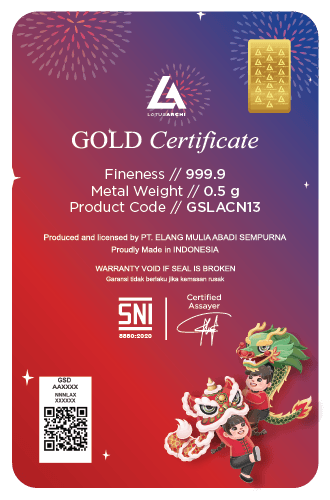 LOTUSARCHI
GOLD Certificate
Fineness // 999.9
Metal Weight // 0.5 g
Product Code // GSLACN13
Produced and licensed by PT. ELANG MULIA ABADI SEMPURNA
Proudly Made in INDONESIA
WARRANTY VOID IF SEAL IS BROKEN
Garansi tidak berlaku jika kemasan rusak
SNI
8880:2020
Certified
Assayer
GSD
AAXXXX
NNNLAX
XXXXXX